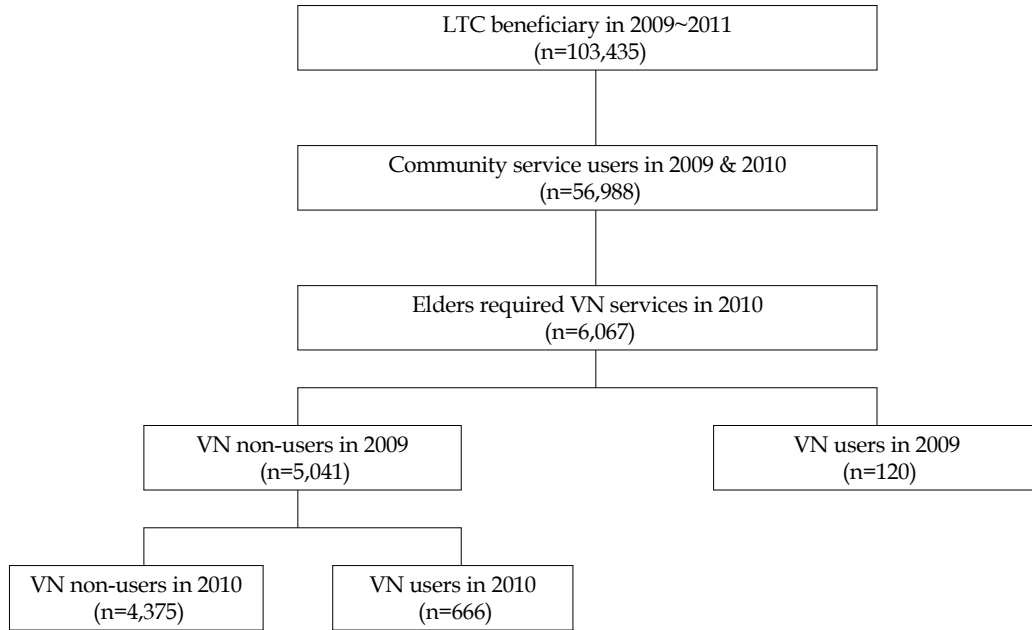 LTC beneficiary in 2009~2011
(n=103,435)
Community service users in 2009 & 2010
(n=56,988)
Elders required VN services in 2010
(n=6,067)
VN non-users in 2009
(n=5,041)
VN users in 2009
(n=120)
VN non-users in 2010
(n=4,375)
VN users in 2010
(n=666)